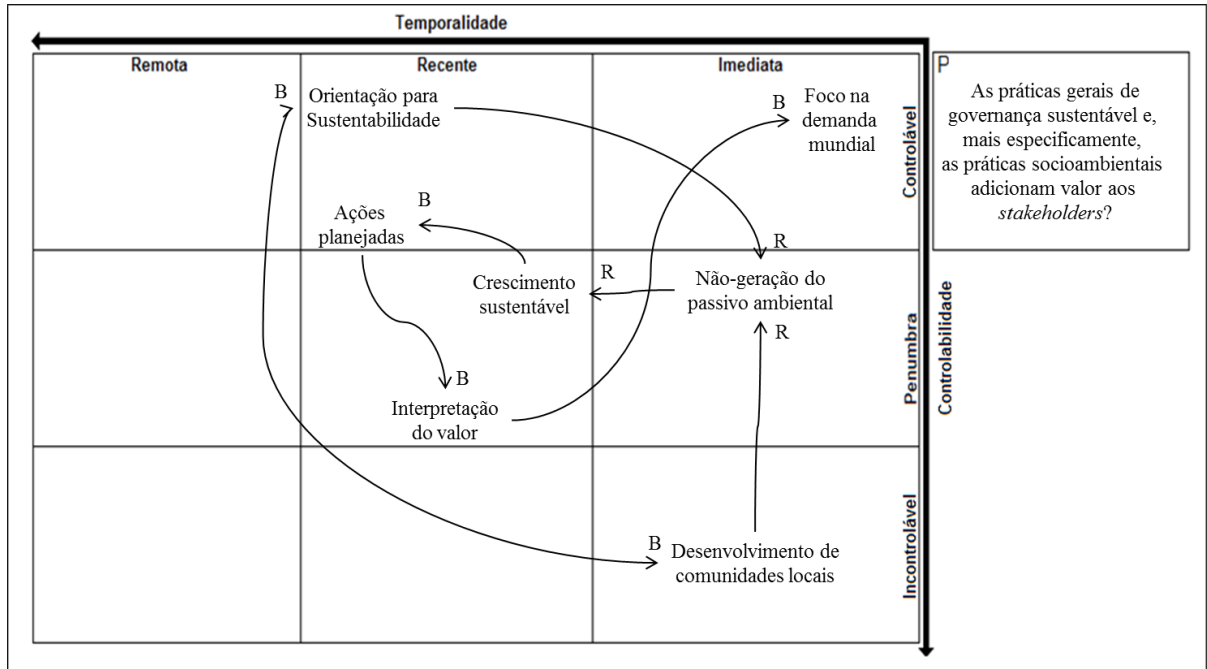 Temporalidade
Remota
Recente
Imediata
P
B
Orientação para
Sustentabilidade
B
Foco na
demanda
mundial
Controlável
As práticas gerais de
governança sustentável e,
mais especificamente,
as práticas socioambientais
adicionam valor aos
stakeholders?
B
Ações
planejadas
R
Crescimento
sustentável
R
Não-geração do
passivo ambiental
R
Penumbra
Controlabilidade
B
Interpretação
do valor
B
Desenvolvimento de
comunidades locais
Incontrolável